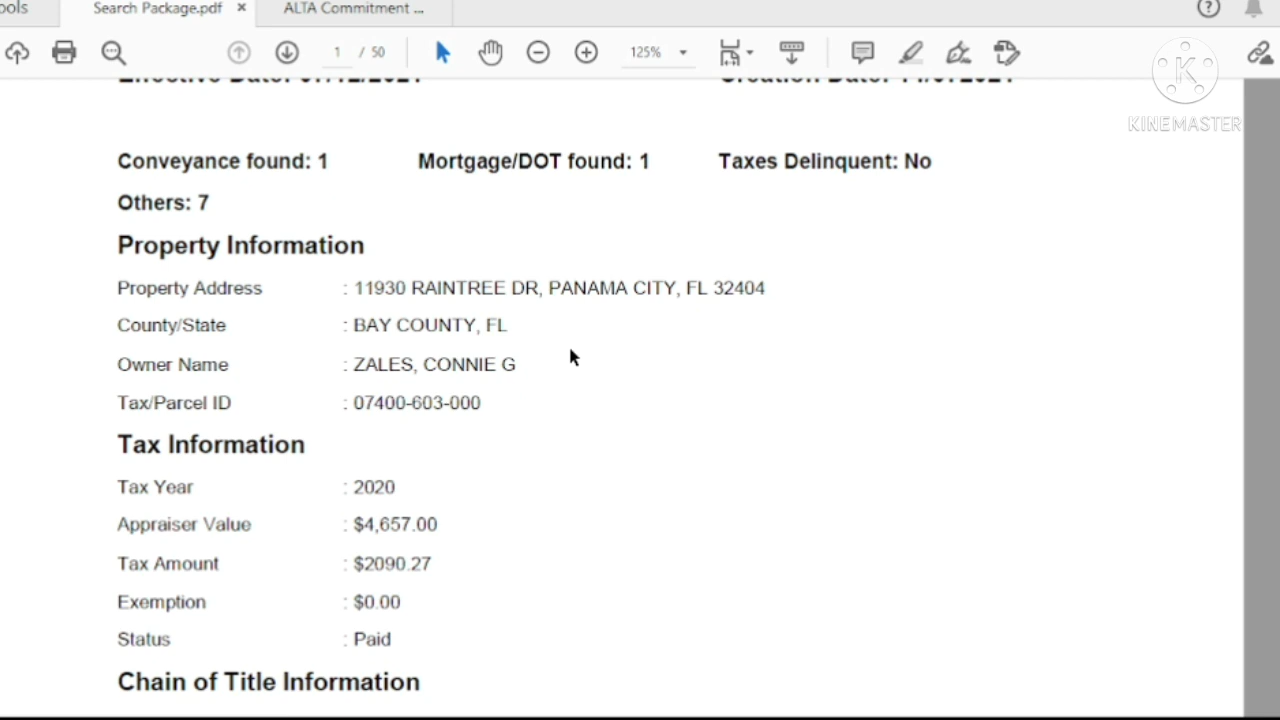 ools Search Package.pdf × ALTA Commitment ...
1 / 50 125%
KINEMASTER
Conveyance found: 1 Mortgage/DOT found: 1 Taxes Delinquent: No
Others: 7
Property Information
Property Address : 11930 RAINTREE DR, PANAMA CITY, FL 32404
County/State : BAY COUNTY, FL
Owner Name : ZALES, CONNIE G
Tax/Parcel ID : 07400-603-000
Tax Information
Tax Year : 2020
Appraiser Value : $4,657.00
Tax Amount : $2090.27
Exemption : $0.00
Status : Paid
Chain of Title Information